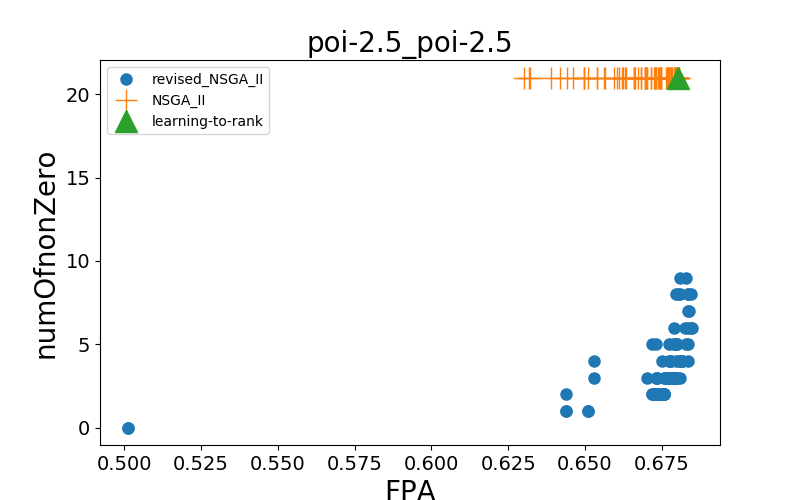 poi-2.5_poi-2.5
revised_NSGA_II
NSGA_II
learning-to-rank
numOfnonZero
20
15
10
5
0
0.500 0.525 0.550 0.575 0.600 0.625 0.650 0.675
FPA